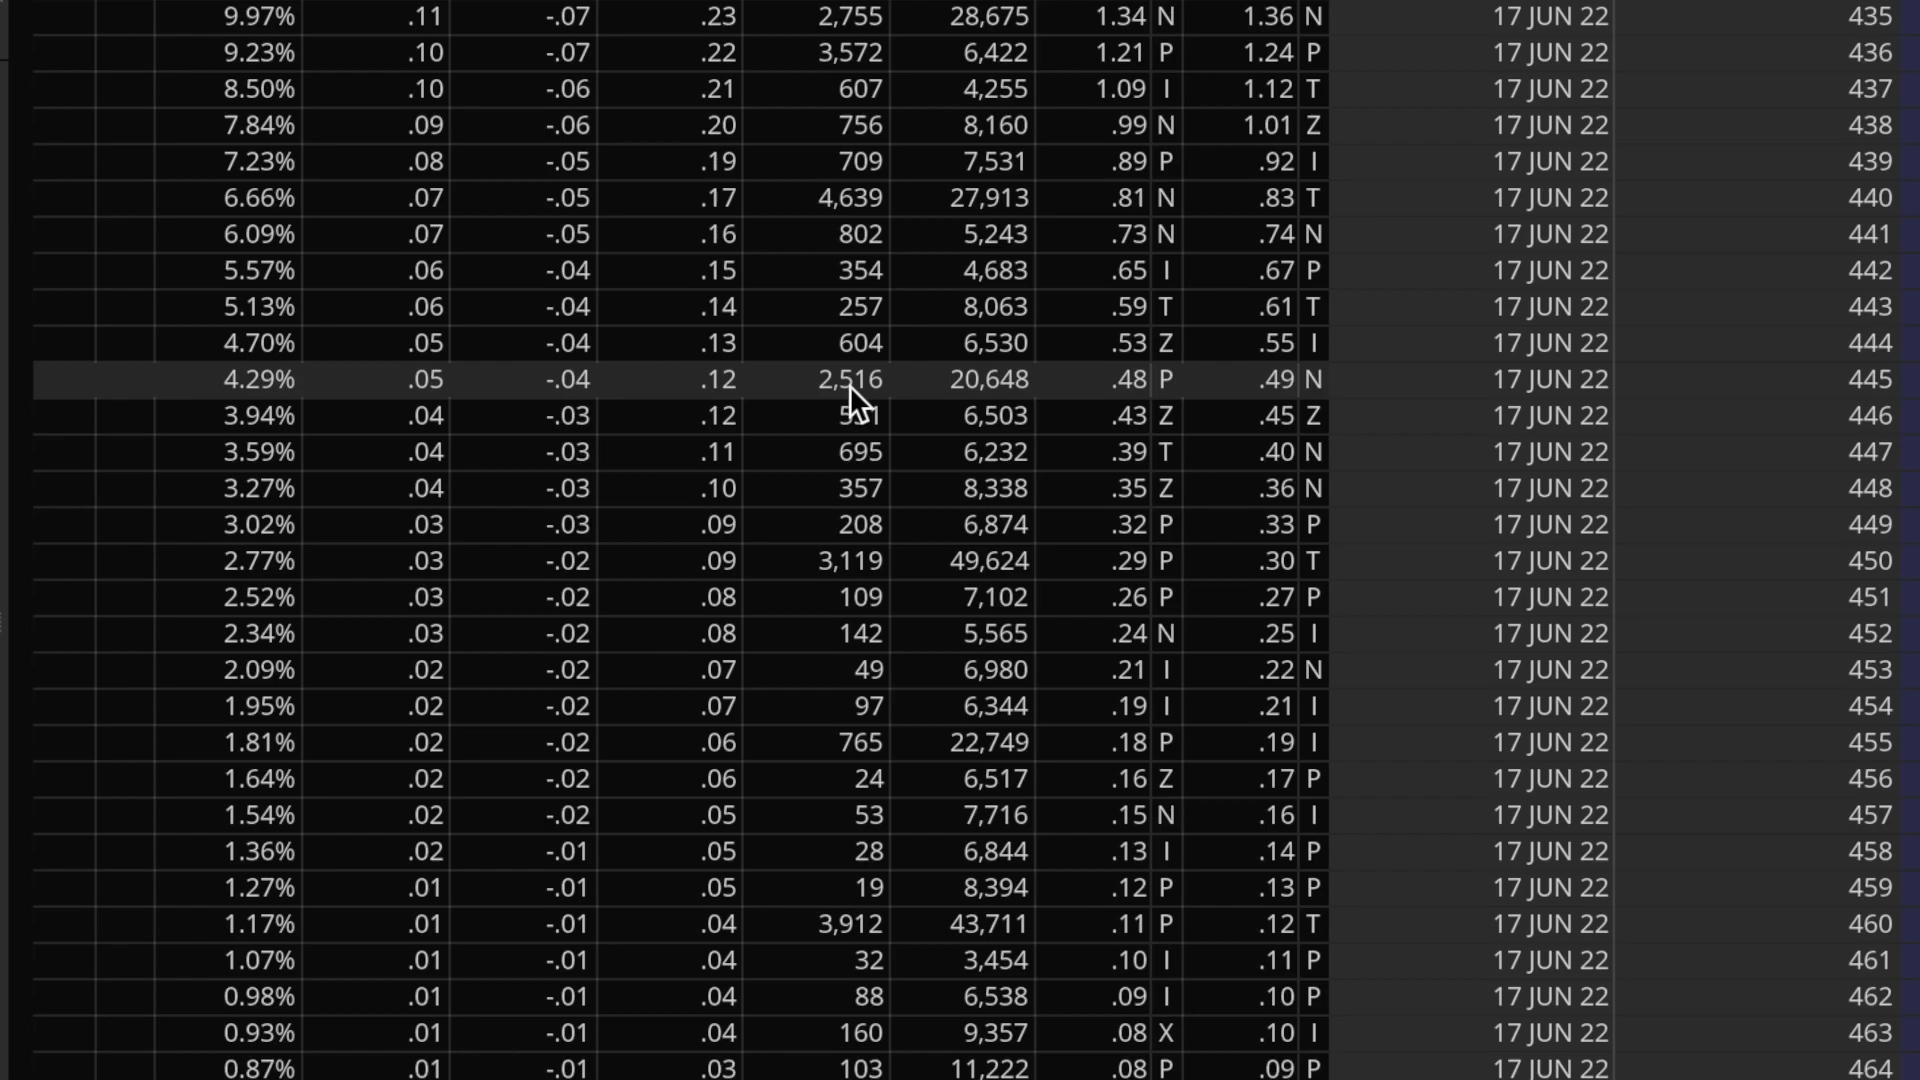 9.97% .11 -.07 .23 2,755 28,675 1.34 N 1.36 N 17 JUN 22 435
9.23% .10 -.07 .22 3,572 6,422 1.21 P 1.24 P 17 JUN 22 436
8.50% .10 -.06 .21 607 4,255 1.09 I 1.12 T 17 JUN 22 437
7.84% .09 -.06 .20 756 8,160 .99 N 1.01 Z 17 JUN 22 438
7.23% .08 -.05 .19 709 7,531 .89 P .92 I 17 JUN 22 439
6.66% .07 -.05 .17 4,639 27,913 .81 N .83 T 17 JUN 22 440
6.09% .07 -.05 .16 802 5,243 .73 N .74 N 17 JUN 22 441
5.57% .06 -.04 .15 354 4,683 .65 I .67 P 17 JUN 22 442
5.13% .06 -.04 .14 257 8,063 .59 T .61 T 17 JUN 22 443
4.70% .05 -.04 .13 604 6,530 .53 Z .55 I 17 JUN 22 444
4.29% .05 -.04 .12 2,516 20,648 .48 P .49 N 17 JUN 22 445
3.94% .04 -.03 .12 6,503 .43 Z .45 Z 17 JUN 22 446
3.59% .04 -.03 .11 695 6,232 .39 T .40 N 17 JUN 22 447
3.27% .04 -.03 .10 357 8,338 .35 Z .36 N 17 JUN 22 448
3.02% .03 -.03 .09 208 6,874 .32 P .33 P 17 JUN 22 449
2.77% .03 -.02 .09 3,119 49,624 .29 P .30 T 17 JUN 22 450
2.52% .03 -.02 .08 109 7,102 .26 P .27 P 17 JUN 22 451
2.34% .03 -.02 .08 142 5,565 .24 N .25 I 17 JUN 22 452
2.09% .02 -.02 .07 49 6,980 .21 I .22 N 17 JUN 22 453
1.95% .02 -.02 .07 97 6,344 .19 I .21 I 17 JUN 22 454
1.81% .02 -.02 .06 765 22,749 .18 P .19 I 17 JUN 22 455
1.64% .02 -.02 .06 24 6,517 .16 Z .17 P 17 JUN 22 456
1.54% .02 -.02 .05 53 7,716 .15 N .16 I 17 JUN 22 457
1.36% .02 -.01 .05 28 6,844 .13 I .14 P 17 JUN 22 458
1.27% .01 -.01 .05 19 8,394 .12 P .13 P 17 JUN 22 459
1.17% .01 -.01 .04 3,912 43,711 .11 P .12 T 17 JUN 22 460
1.07% .01 -.01 .04 32 3,454 .10 I .11 P 17 JUN 22 461
0.98% .01 -.01 .04 88 6,538 .09 I .10 P 17 JUN 22 462
0.93% .01 -.01 .04 160 9,357 .08 X .10 I 17 JUN 22 463
0.87% .01 -.01 .03 103 11,222 .08 P .09 P 17 JUN 22 464